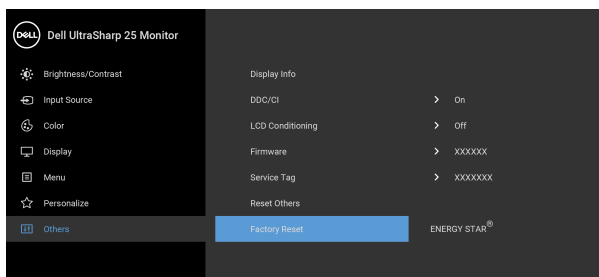 DELL Dell UltraSharp 25 Monitor
Brightness/Contrast Display Info
Input Source DDC/CI > On
Color LCD Conditioning > Off
Display Firmware > XXXXXX
Menu Service Tag > XXXXXXX
Personalize Reset Others
Others Factory Reset ENERGY STAR®